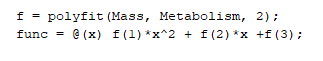 f = polyfit(Mass, Metabolism, 2);
func = @(x) f(1)*x^2 + f(2)*x +f(3);